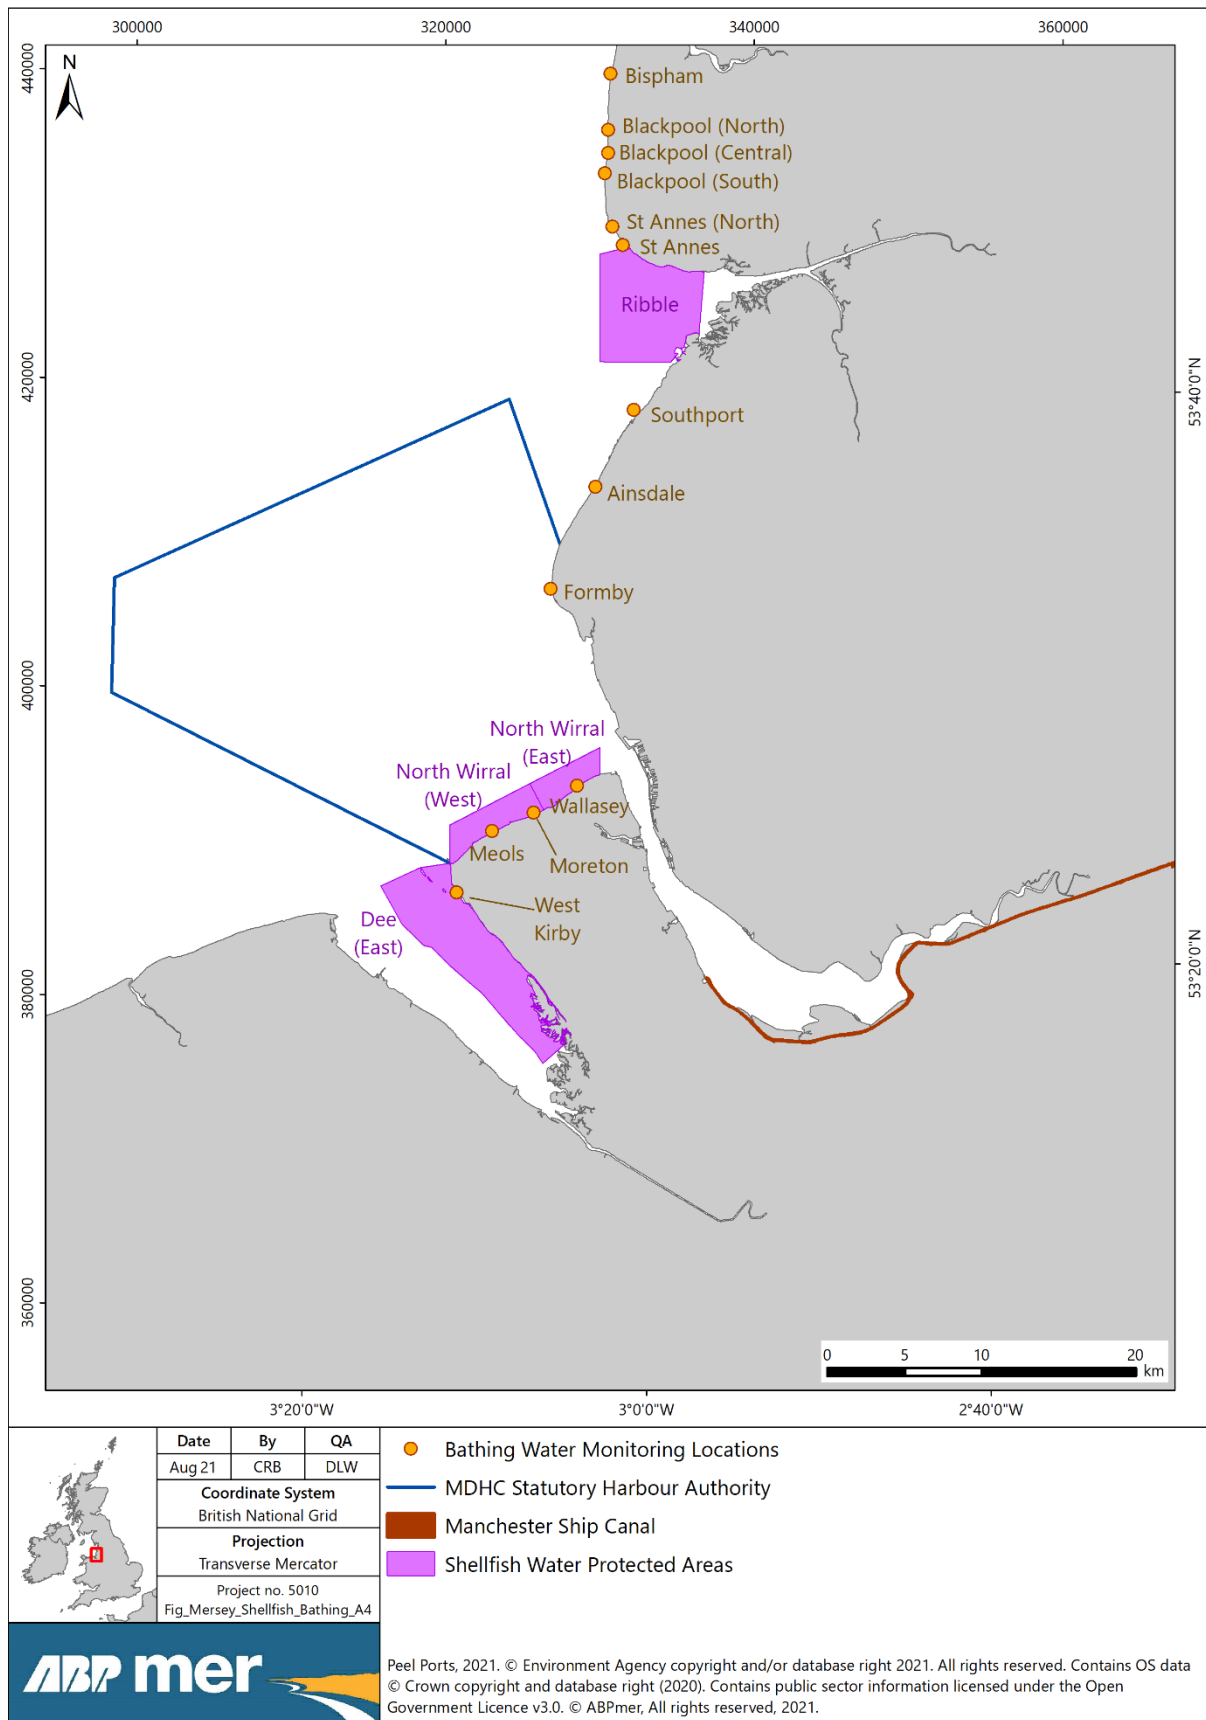 300000
320000
340000
360000
440000
420000
400000
380000
360000
N
Bispham
Blackpool (North)
Blackpool (Central)
Blackpool (South)
St Annes (North)
St Annes
Ribble
Southport
Ainsdale
Formby
North Wirral
(East)
North Wirral
(West)
Wallasey
Meols
Moreton
West
Kirby
Dee
(East)
53°40'0"N
53°20'0"N
0 5 10 20
km
3°20'0"W
3°0'0"W
2°40'0"W
Date By QA
Aug 21 CRB DLW
Coordinate System
British National Grid
Projection
Transverse Mercator
Project no. 5010
Fig_Mersey_Shellfish_Bathing_A4
ABPmer
Bathing Water Monitoring Locations
MDHC Statutory Harbour Authority
Manchester Ship Canal
Shellfish Water Protected Areas
Peel Ports, 2021. © Environment Agency copyright and/or database right 2021. All rights reserved. Contains OS data
© Crown copyright and database right (2020). Contains public sector information licensed under the Open
Government Licence v3.0. © ABPmer, All rights reserved, 2021.